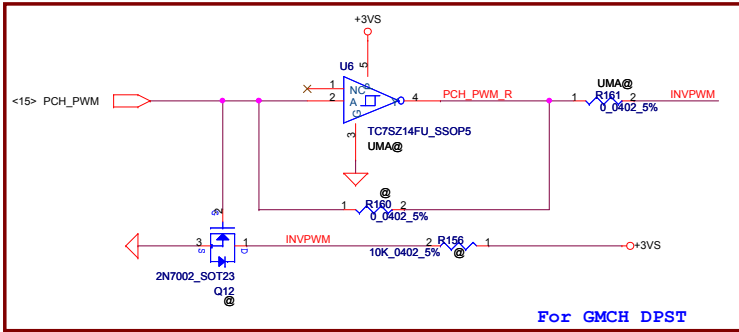 +3VS
U6
5
P
1
NC
2
A
4
G
3
<15> PCH_PWM
PCH_PWM_R
TC7SZ14FU_SSOP5
UMA@
UMA@
1
R161
2
INVPWM
0_0402_5%
@
1
R160
2
0_0402_5%
2
G
3
S
1
D
INVPWM
2
R156
1
+3VS
10K_0402_5%
@
2N7002_SOT23
Q12
@
For GMCH DPST